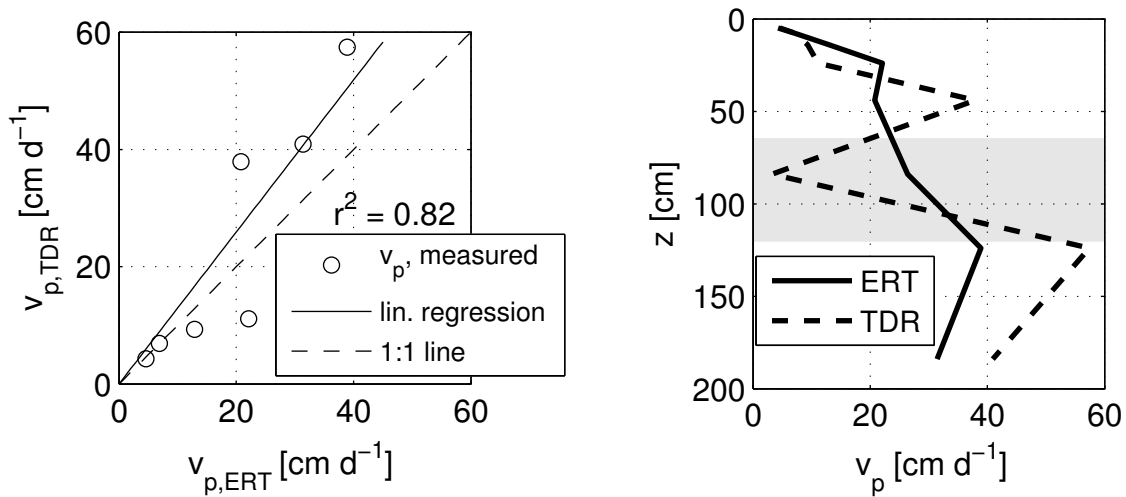 60
40
20
0
0
20
40
60
v_p,TDR [cm d^−1]
v_p,ERT [cm d^−1]
r^2 = 0.82
v_p, measured
lin. regression
1:1 line
0
50
100
150
200
0
20
40
60
z [cm]
v_p [cm d^−1]
ERT
TDR